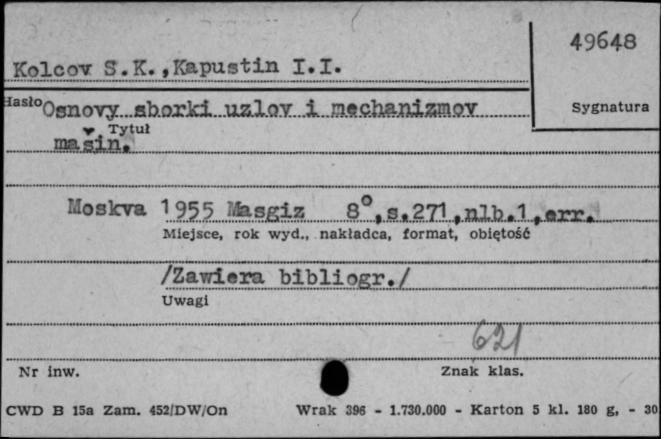 49648
Kolcov S.K.,Kapustin I.I.
Sygnatura
Hasło Osnovy sborki uzlov i mechanizmov
Tytuł
mašin.
Moskva 1955 Masgiz 8°,s.271,nlb.1,err.
Miejsce, rok wyd., nakładca, format, objętość
/Zawiera bibliogr./
Uwagi
621
Nr inw. Znak klas.
CWD B 15a Zam. 452/DW/On Wrak 396 - 1.730.000 - Karton 5 kl. 180 g, - 30